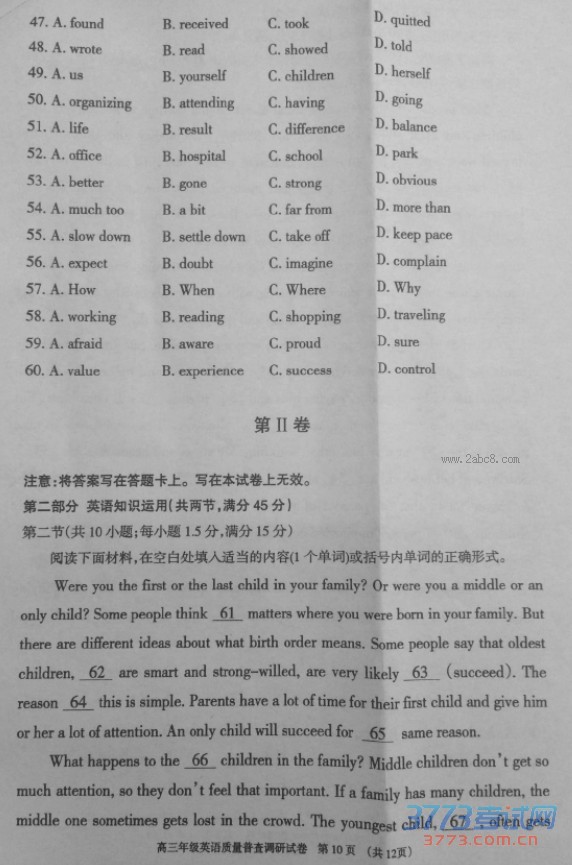 47. A. found B. received C. took D. quitted
48. A. wrote B. read C. showed D. told
49. A. us B. yourself C. children D. herself
50. A. organizing B. attending C. having D. going
51. A. life B. result C. difference D. balance
52. A. office B. hospital C. school D. park
53. A. better B. gone C. strong D. obvious
54. A. much too B. a bit C. far from D. more than
55. A. slow down B. settle down C. take off D. keep pace
56. A. expect B. doubt C. imagine D. complain
57. A. How B. When C. Where D. Why
58. A. working B. reading C. shopping D. traveling
59. A. afraid B. aware C. proud D. sure
60. A. value B. experience C. success D. control
第 II 卷
www.2abc8.com
注意:将答案写在答题卡上。写在本试卷上无效。
第二部分 英语知识运用(共两节,满分 45 分)
第二节(共 10 小题;每小题 1.5 分,满分 15 分)
阅读下面材料,在空白处填入适当的内容(1 个单词)或括号内单词的正确形式。
Were you the first or the last child in your family? Or were you a middle or an
only child? Some people think 61 matters where you were born in your family. But
there are different ideas about what birth order means. Some people say that oldest
children, 62 are smart and strong-willed, are very likely 63 (succeed). The
reason 64 this is simple. Parents have a lot of time for their first child and give him
or her a lot of attention. An only child will succeed for 65 same reason.
What happens to the 66 children in the family? Middle children don't get so
much attention, so they don't feel that important. If a family has many children, the
middle one sometimes gets lost in the crowd. The youngest child, 67 , often gets
3773考试网
3773.com.cn
高三年级英语质量普查调研试卷 第 10 页 (共 12页)